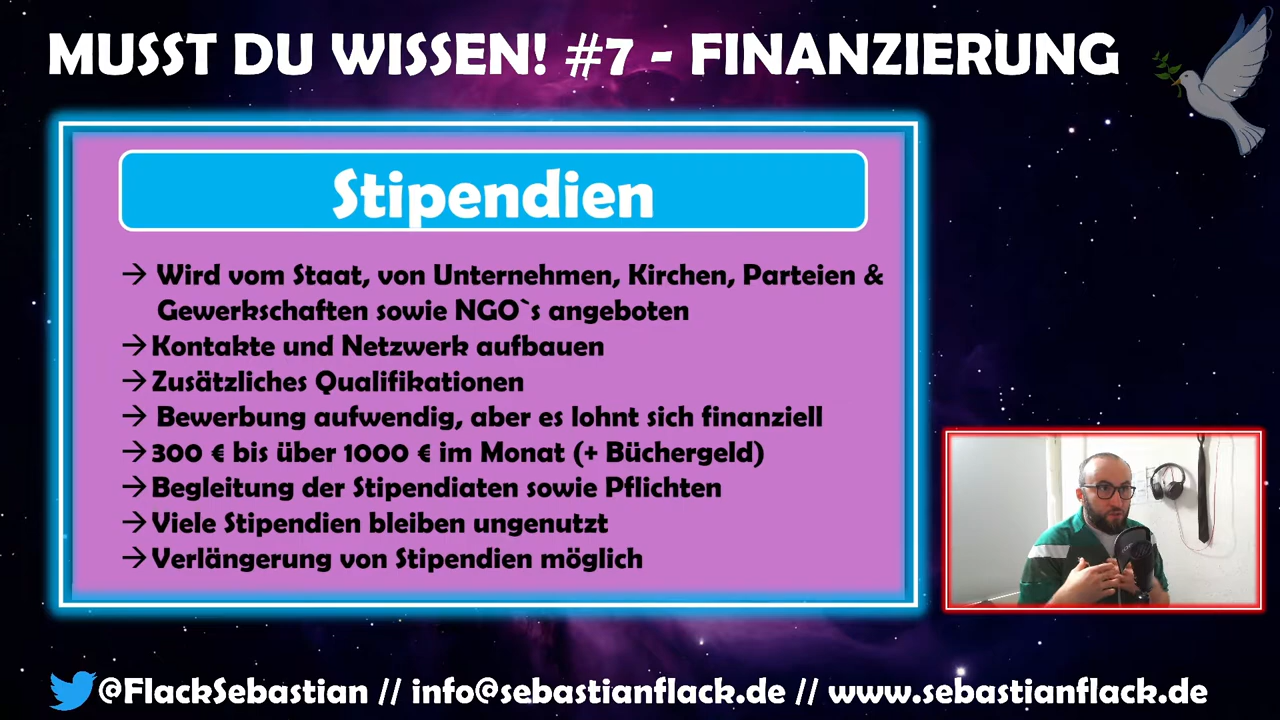 MUSST DU WISSEN! #7 - FINANZIERUNG
Stipendien
→ Wird vom Staat, von Unternehmen, Kirchen, Parteien &
Gewerkschaften sowie NGO`s angeboten
→ Kontakte und Netzwerk aufbauen
→ Zusätzliches Qualifikationen
→ Bewerbung aufwendig, aber es lohnt sich finanziell
→ 300 € bis über 1000 € im Monat (+ Büchergeld)
→ Begleitung der Stipendiaten sowie Pflichten
→ Viele Stipendien bleiben ungenutzt
→ Verlängerung von Stipendien möglich
@FlackSebastian // info@sebastianflack.de // www.sebastianflack.de